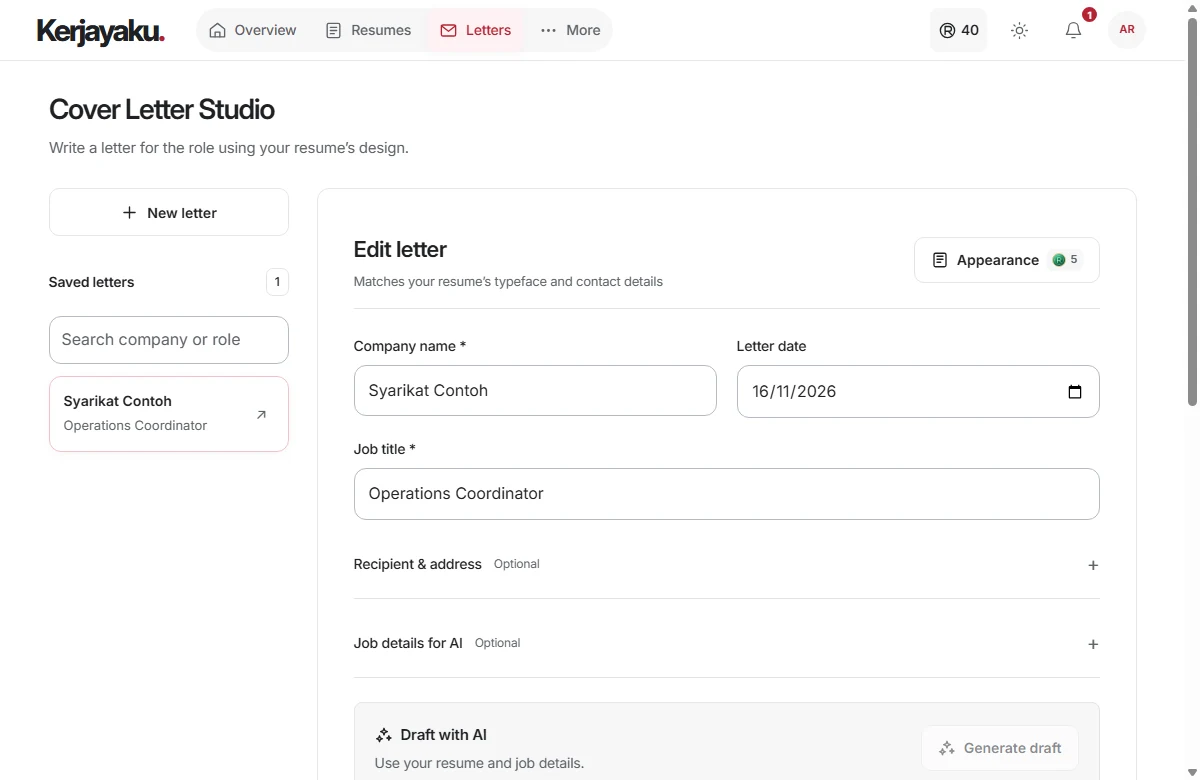 Kerjayaku.
Overview
Resumes
Letters
More
40
1
AR
Cover Letter Studio
Write a letter for the role using your resume’s design.
New letter
Saved letters
1
Search company or role
Syarikat Contoh
Operations Coordinator
Edit letter
Matches your resume’s typeface and contact details
Appearance
R
5
Company name *
Syarikat Contoh
Letter date
16/11/2026
Job title *
Operations Coordinator
Recipient & address Optional
Job details for AI Optional
Draft with AI
Use your resume and job details.
Generate draft